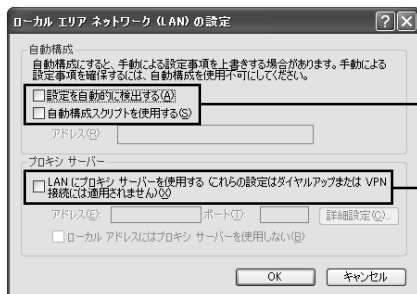 ローカル エリア ネットワーク (LAN) の設定
自動構成
自動構成にすると、手動による設定事項を上書きする場合があります。手動による
設定事項を確保するには、自動構成を使用不可にしてください。
設定を自動的に検出する(A)
自動構成スクリプトを使用する(S)
アドレス(R):
プロキシ サーバー
LAN にプロキシ サーバーを使用する (これらの設定はダイヤルアップまたは VPN
接続には適用されません)(X)
アドレス(E): ポート(T): 詳細設定(C)...
ローカル アドレスにはプロキシ サーバーを使用しない(B)
OK キャンセル